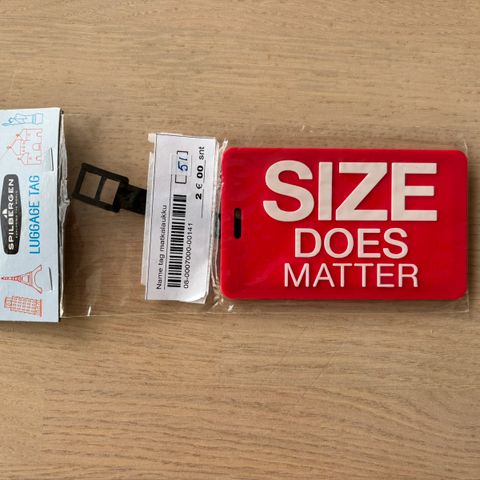 SPILBERGEN
LUGGAGE TAG
Name tag matkalaukku
08-0007000-00141
51
2 € 00 snt
SIZE
DOES
MATTER